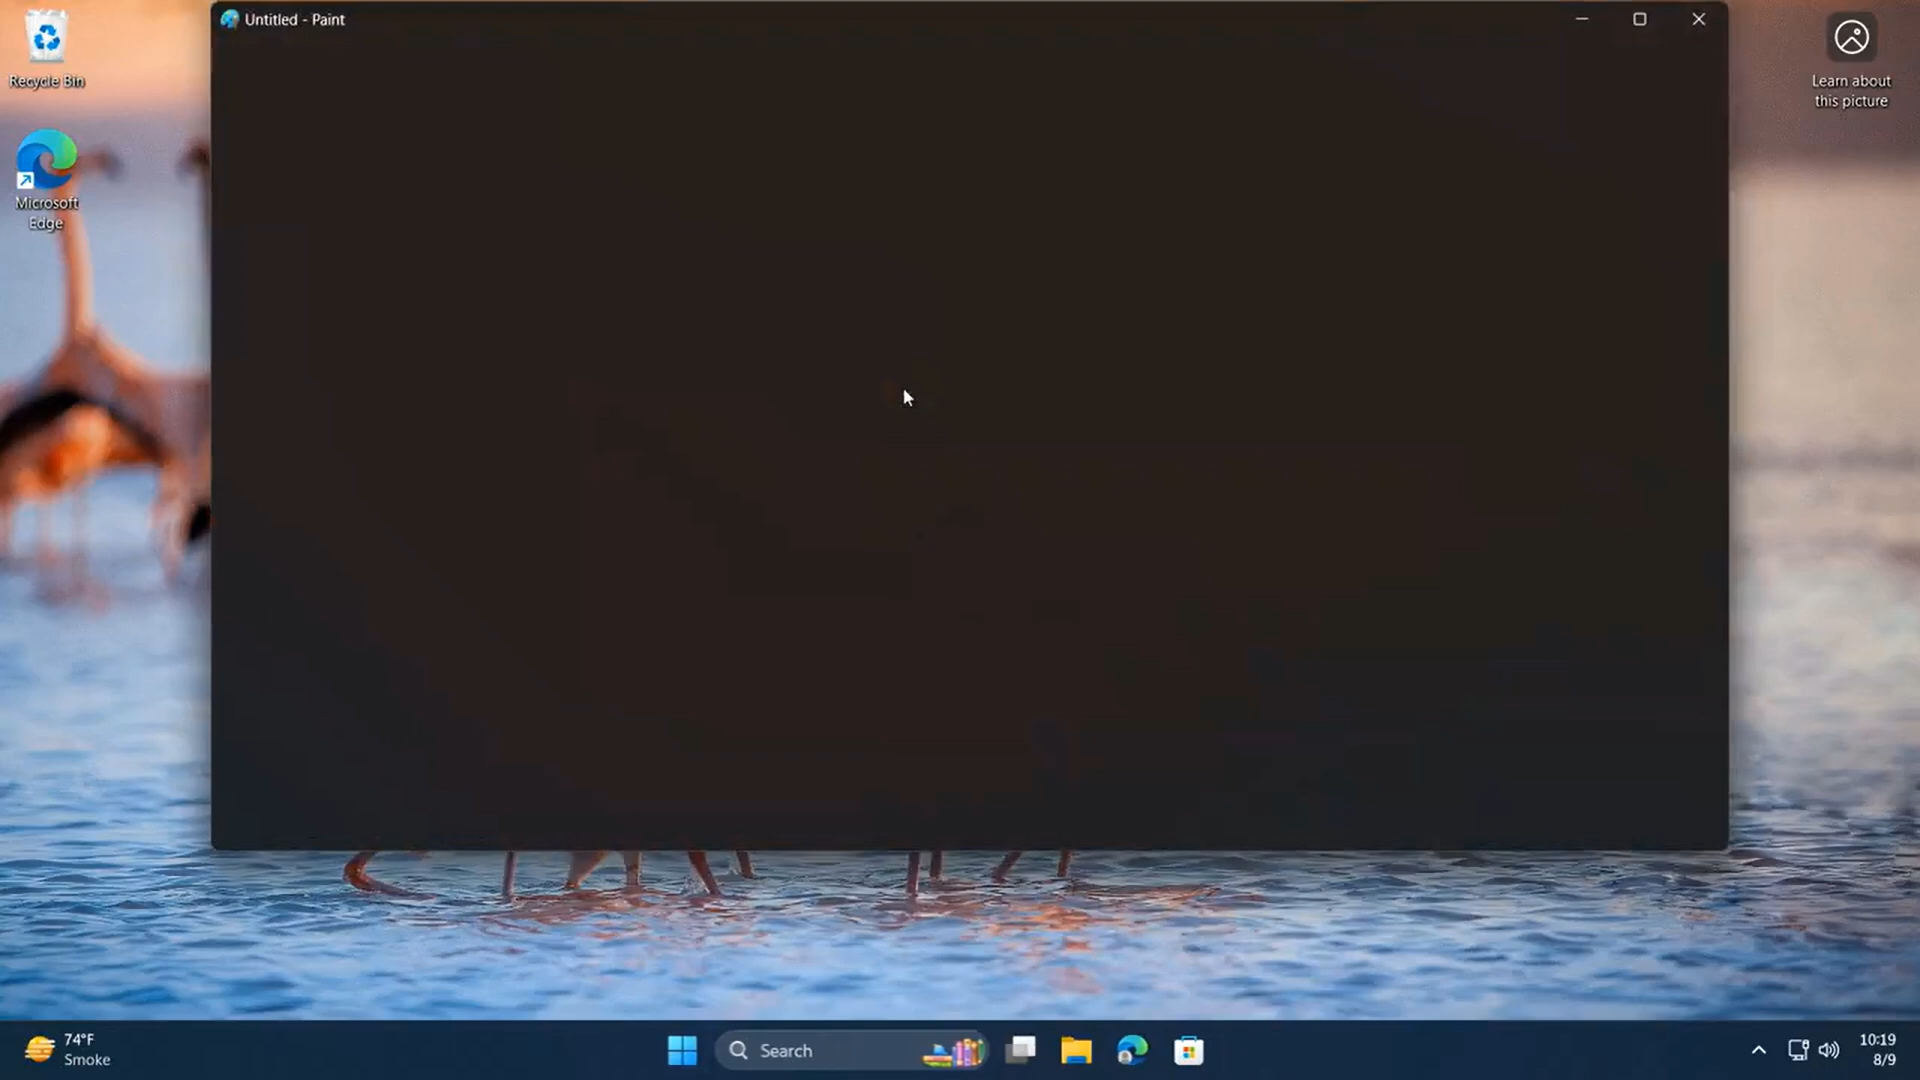 Untitled - Paint
Recycle Bin
Microsoft
Edge
Learn about
this picture
74°F
Smoke
Search
10:19
8/9